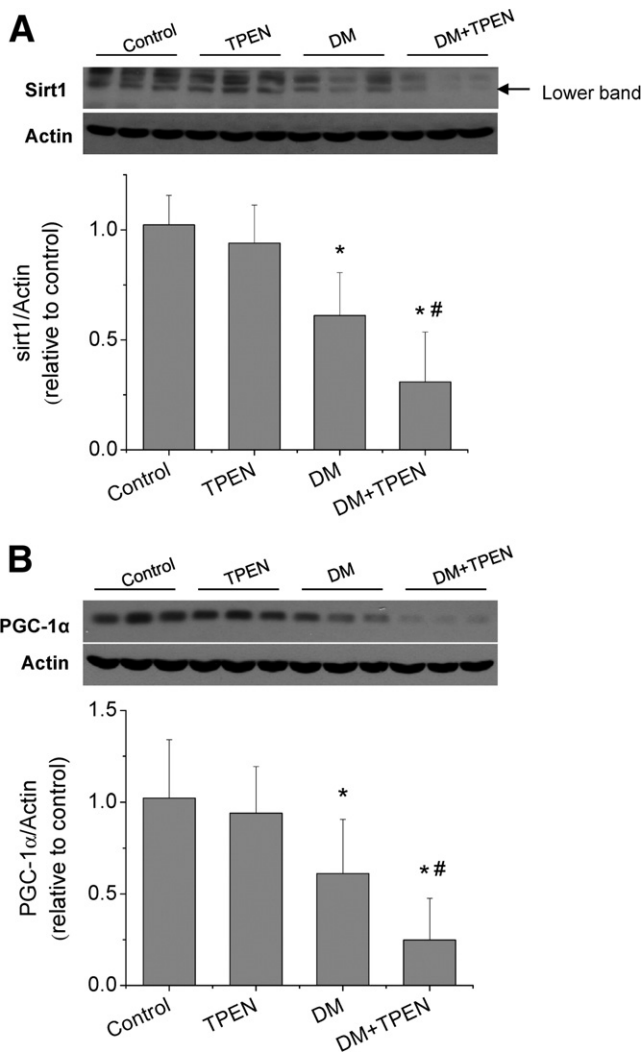 A
Control TPEN DM DM+TPEN
Sirt1
Lower band
Actin
sirt1/Actin
(relative to control)
1.0
0.5
0.0
*
* #
Control TPEN DM DM+TPEN
B
Control TPEN DM DM+TPEN
PGC-1α
Actin
PGC-1α/Actin
(relative to control)
1.5
1.0
0.5
0.0
*
* #
Control TPEN DM DM+TPEN